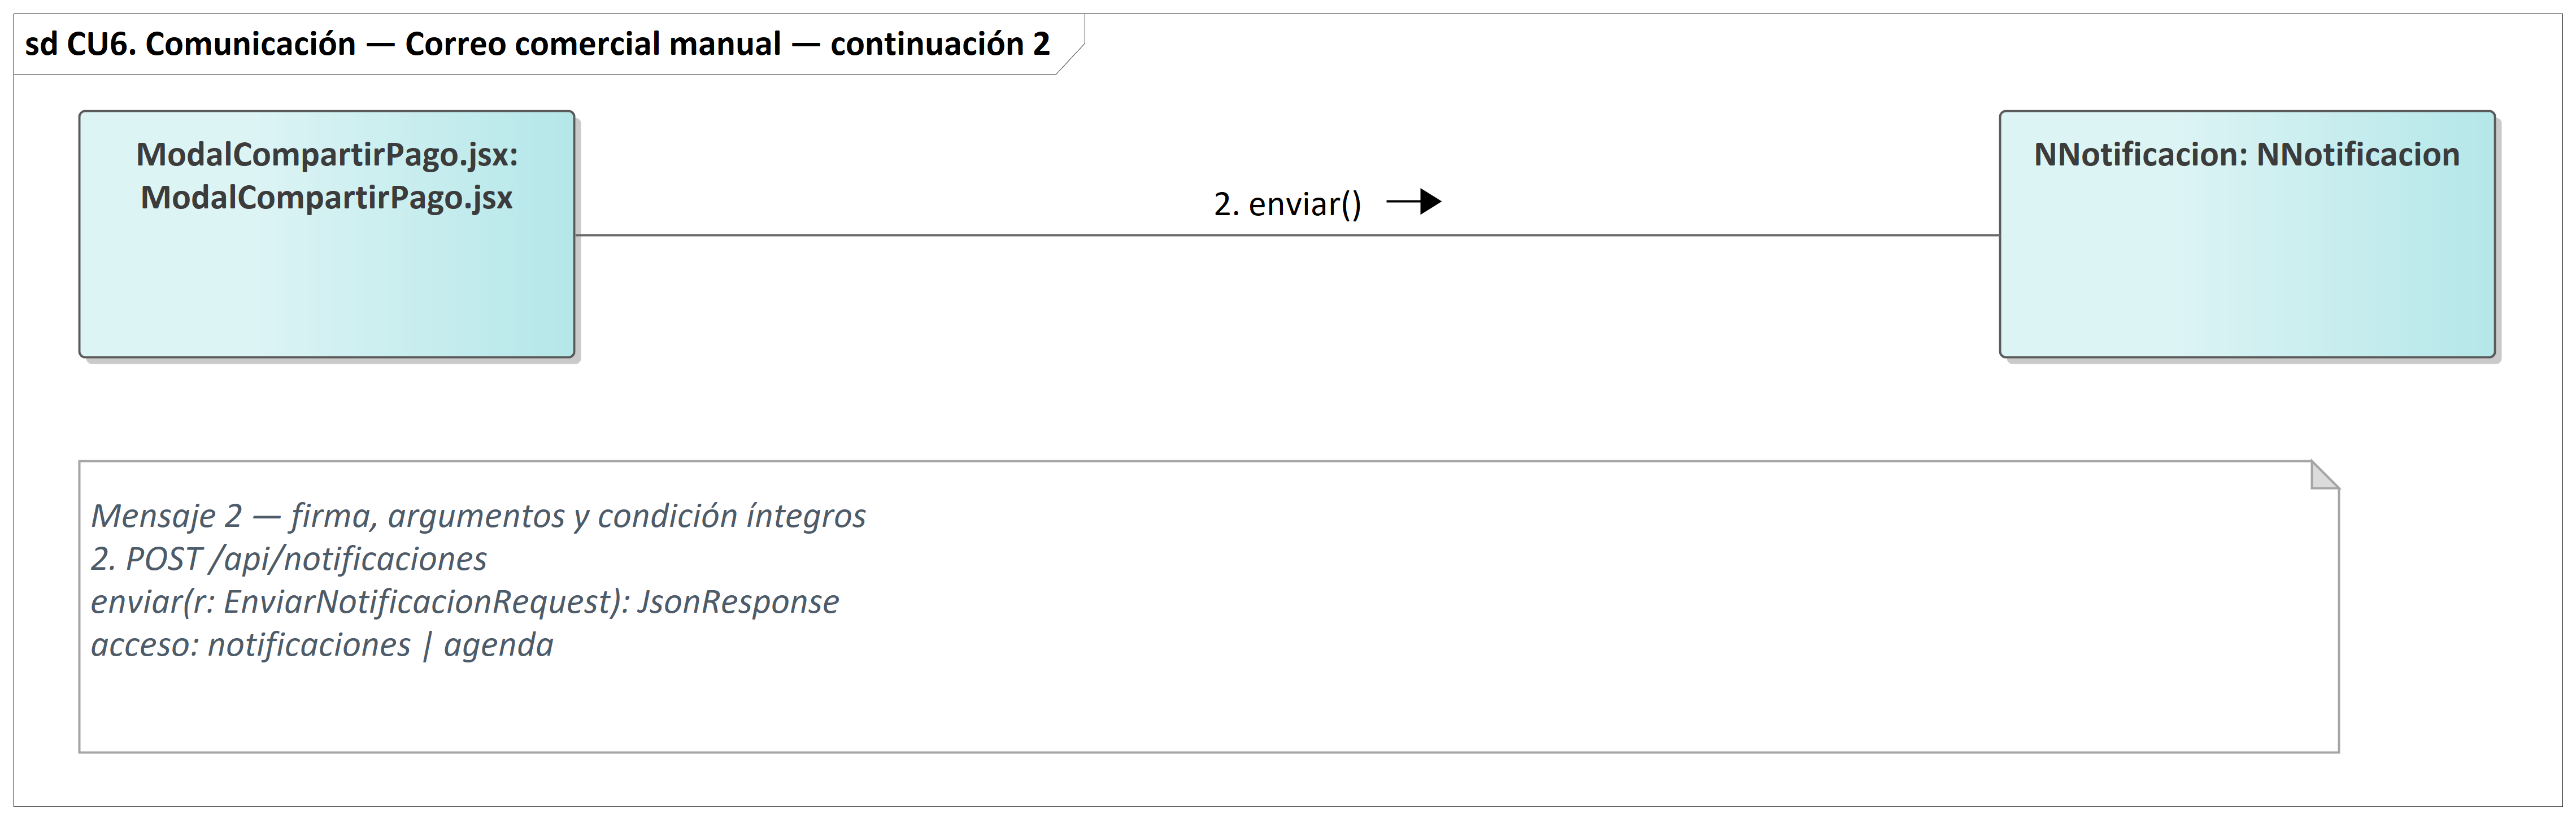 sd CU6. Comunicación — Correo comercial manual — continuación 2
ModalCompartirPago.jsx:
ModalCompartirPago.jsx
2. enviar()
NNotificacion: NNotificacion
Mensaje 2 — firma, argumentos y condición íntegros
2. POST /api/notificaciones
enviar(r: EnviarNotificacionRequest): JsonResponse
acceso: notificaciones | agenda